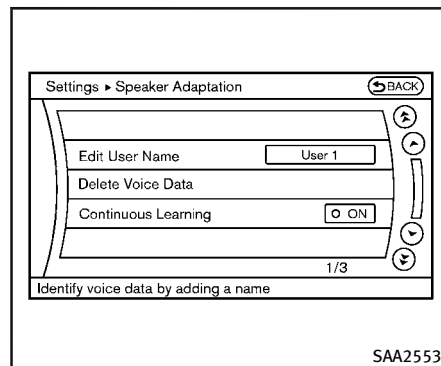 Settings ▸ Speaker Adaptation
BACK
Edit User Name
User 1
Delete Voice Data
Continuous Learning
ON
1/3
Identify voice data by adding a name
SAA2553